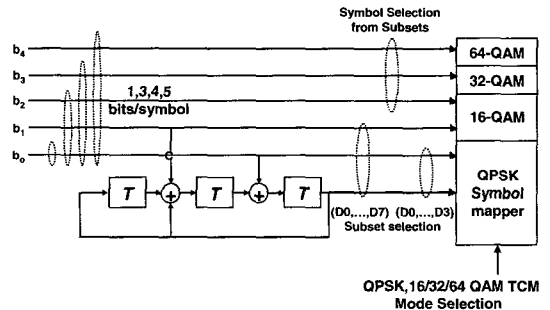 Symbol Selection
from Subsets
b4
b3
b2
b1
bo
1,3,4,5
bits/symbol
64-QAM
32-QAM
16-QAM
QPSK
Symbol
mapper
T
+
T
+
T
(D0,...,D7) (D0,...,D3)
Subset selection
QPSK,16/32/64 QAM TCM
Mode Selection